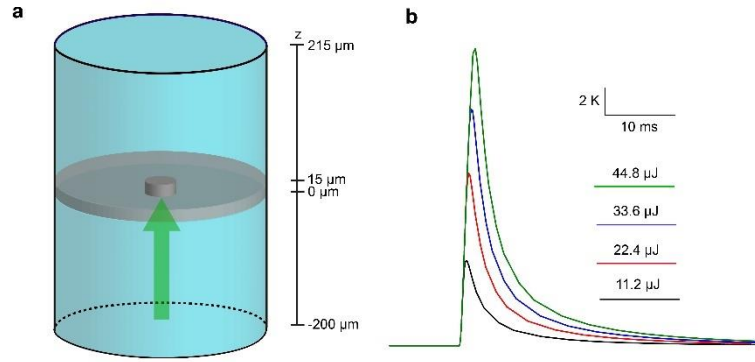 a
z
215 µm
15 µm
0 µm
-200 µm
b
2 K
10 ms
44.8 µJ
33.6 µJ
22.4 µJ
11.2 µJ